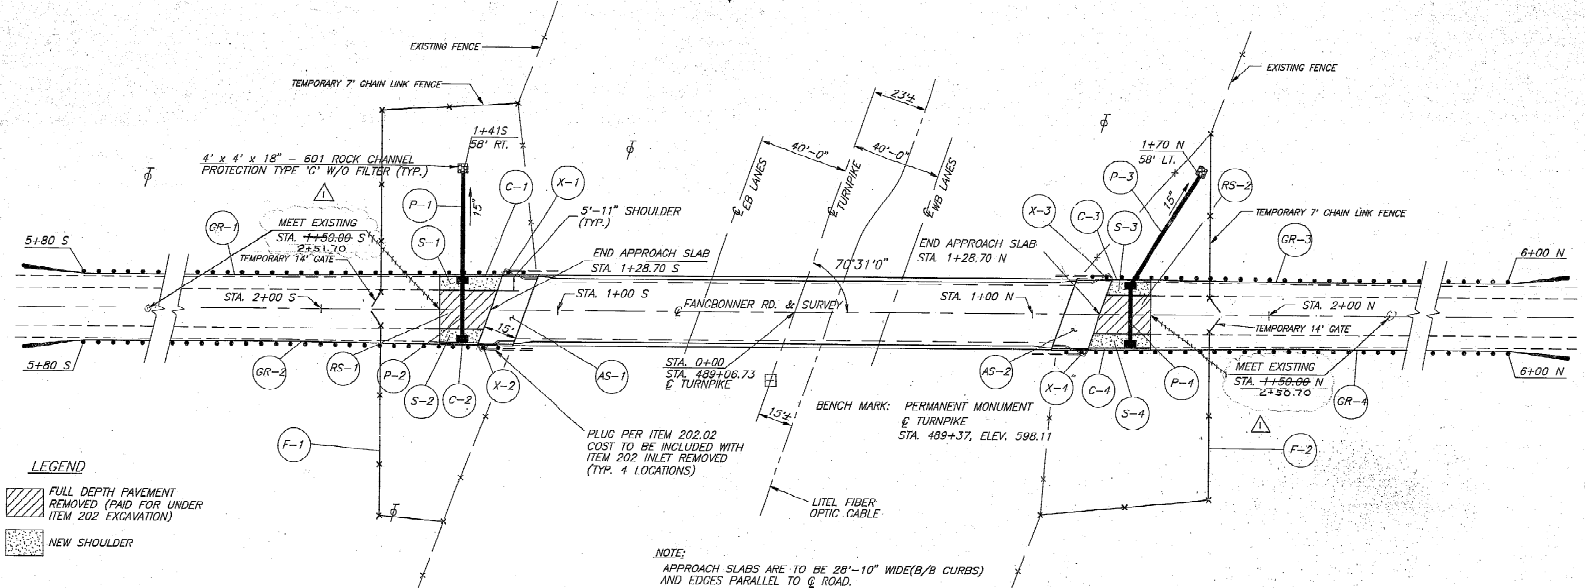 EXISTING FENCE
TEMPORARY 7' CHAIN LINK FENCE
1+41S
58' RT.
4' x 4' x 18" - 601 ROCK CHANNEL
PROTECTION TYPE 'C' W/O FILTER (TYP.)
1
MEET EXISTING
STA. 1+50.00 S
TEMPORARY 14' GATE
GR-1
P-1
15"
C-1
X-1
S-1
5'-11" SHOULDER
(TYP.)
END APPROACH SLAB
STA. 1+28.70 S
5+80 S
STA. 2+00 S
STA. 1+00 S
15'
5+80 S
GR-2
RS-1
P-2
S-2
C-2
X-2
AS-1
F-1
PLUG PER ITEM 202.02
COST TO BE INCLUDED WITH
ITEM 202 INLET REMOVED
(TYP. 4 LOCATIONS)
40'-0"
40'-0"
℄ EB LANES
℄ TURNPIKE
℄ WB LANES
70°31'0"
℄ FANGBONNER RD. & SURVEY
STA. 0+00
STA. 489+06.73
℄ TURNPIKE
BENCH MARK: PERMANENT MONUMENT
℄ TURNPIKE
STA. 489+37, ELEV. 598.11
LITEL FIBER
OPTIC CABLE
EXISTING FENCE
1+70 N
58' LT.
P-3
15"
RS-2
X-3
C-3
S-3
TEMPORARY 7' CHAIN LINK FENCE
GR-3
END APPROACH SLAB
STA. 1+28.70 N
6+00 N
STA. 1+00 N
STA. 2+00 N
TEMPORARY 14' GATE
MEET EXISTING
STA. 1+50.00 N
6+00 N
AS-2
X-4
C-4
S-4
P-4
GR-4
1
F-2
LEGEND
FULL DEPTH PAVEMENT
REMOVED (PAID FOR UNDER
ITEM 202 EXCAVATION)
NEW SHOULDER
NOTE:
APPROACH SLABS ARE TO BE 28'-10" WIDE(B/B CURBS)
AND EDGES PARALLEL TO ℄ ROAD.